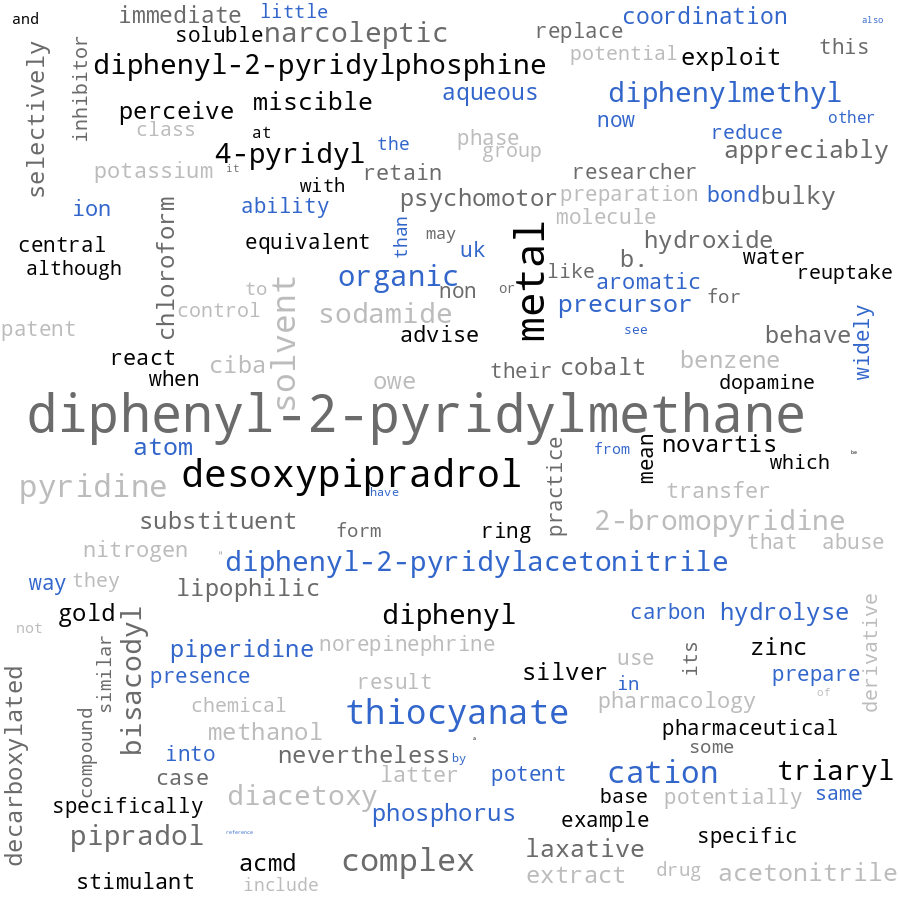 and
immediate
little
coordination
also
soluble
narcoleptic
replace
this
selectively
inhibitor
diphenyl-2-pyridylphosphine
potential
exploit
perceive
miscible
aqueous
diphenylmethyl
class
at
now
other
4-pyridyl
the
phase
group
reduce
appreciably
potassium
it
retain
researcher
with
psychomotor
preparation
bond
bulky
ion
ability
molecule
central
chloroform
equivalent
than
may
uk
metal
hydroxide
although
b.
water
reuptake
to
organic
non
or
like
aromatic
control
solvent
sodamide
precursor
for
patent
advise
see
behave
widely
react
ciba
their
cobalt
benzene
when
owe
dopamine
diphenyl-2-pyridylmethane
atom
practice
from
mean
novartis
be
which
desoxypipradrol
pyridine
have
transfer
substituent
form
ring
2-bromopyridine
nitrogen
that
abuse
diphenyl-2-pyridylacetonitrile
way
they
lipophilic
not
gold
bisacodyl
diphenyl
carbon
hydrolyse
derivative
similar
piperidine
norepinephrine
its
zinc
presence
result
silver
use
in
prepare
decarboxylated
compound
chemical
thiocyanate
pharmacology
of
methanol
pharmaceutical
into
nevertheless
by
some
case
latter
potent
cation
triaryl
specifically
diacetoxy
phosphorus
base
potentially
same
example
pipradol
reference
specific
acmd
complex
laxative
stimulant
include
extract
drug
acetonitrile